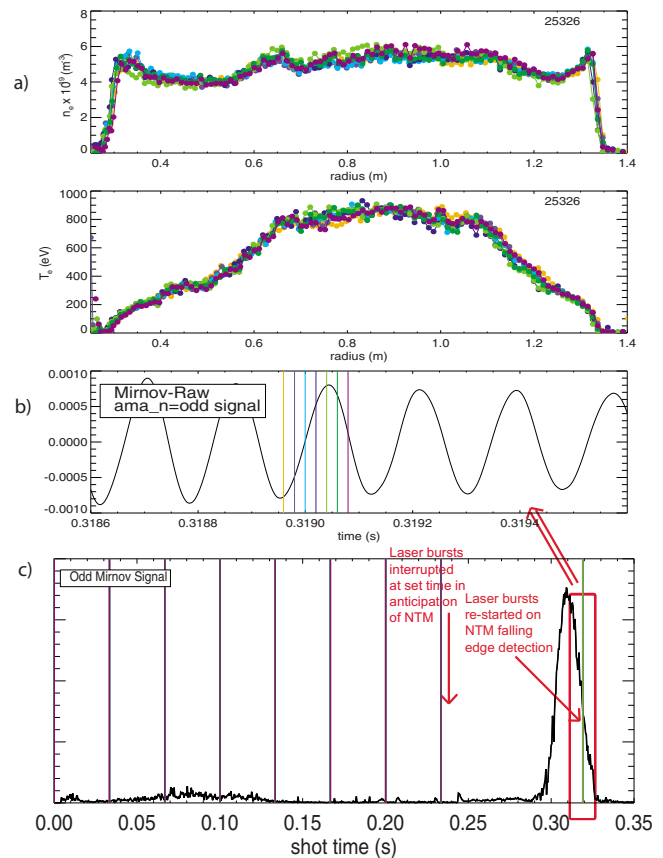 a)
25326
n_e x 10^19 (m^3)
8
6
4
2
0
0.4 0.6 0.8 1.0 1.2 1.4
radius (m)
25326
T_e (eV)
1000
800
600
400
200
0
0.4 0.6 0.8 1.0 1.2 1.4
radius (m)
b)
0.0010
0.0005
0.0000
-0.0005
-0.0010
Mirnov-Raw
ama_n=odd signal
0.3186 0.3188 0.3190 0.3192 0.3194
time (s)
c)
Odd Mirnov Signal
Laser bursts
interrupted
at set time in
anticipation
of NTM
Laser bursts
re-started on
NTM falling
edge detection
0.00 0.05 0.10 0.15 0.20 0.25 0.30 0.35
shot time (s)